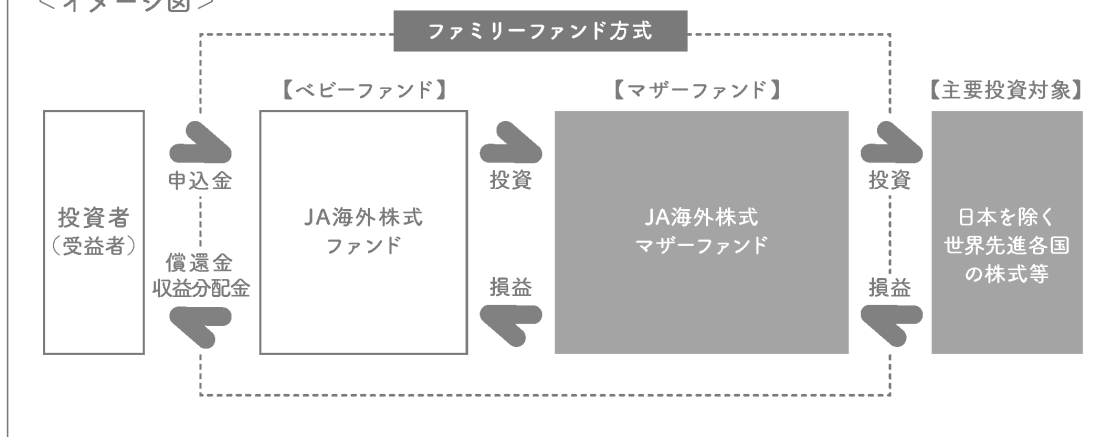 ＜イメージ図＞
ファミリーファンド方式
【ベビーファンド】
【マザーファンド】
【主要投資対象】
投資者
（受益者）
申込金
償還金
収益分配金
JA海外株式
ファンド
投資
損益
JA海外株式
マザーファンド
投資
損益
日本を除く
世界先進各国
の株式等